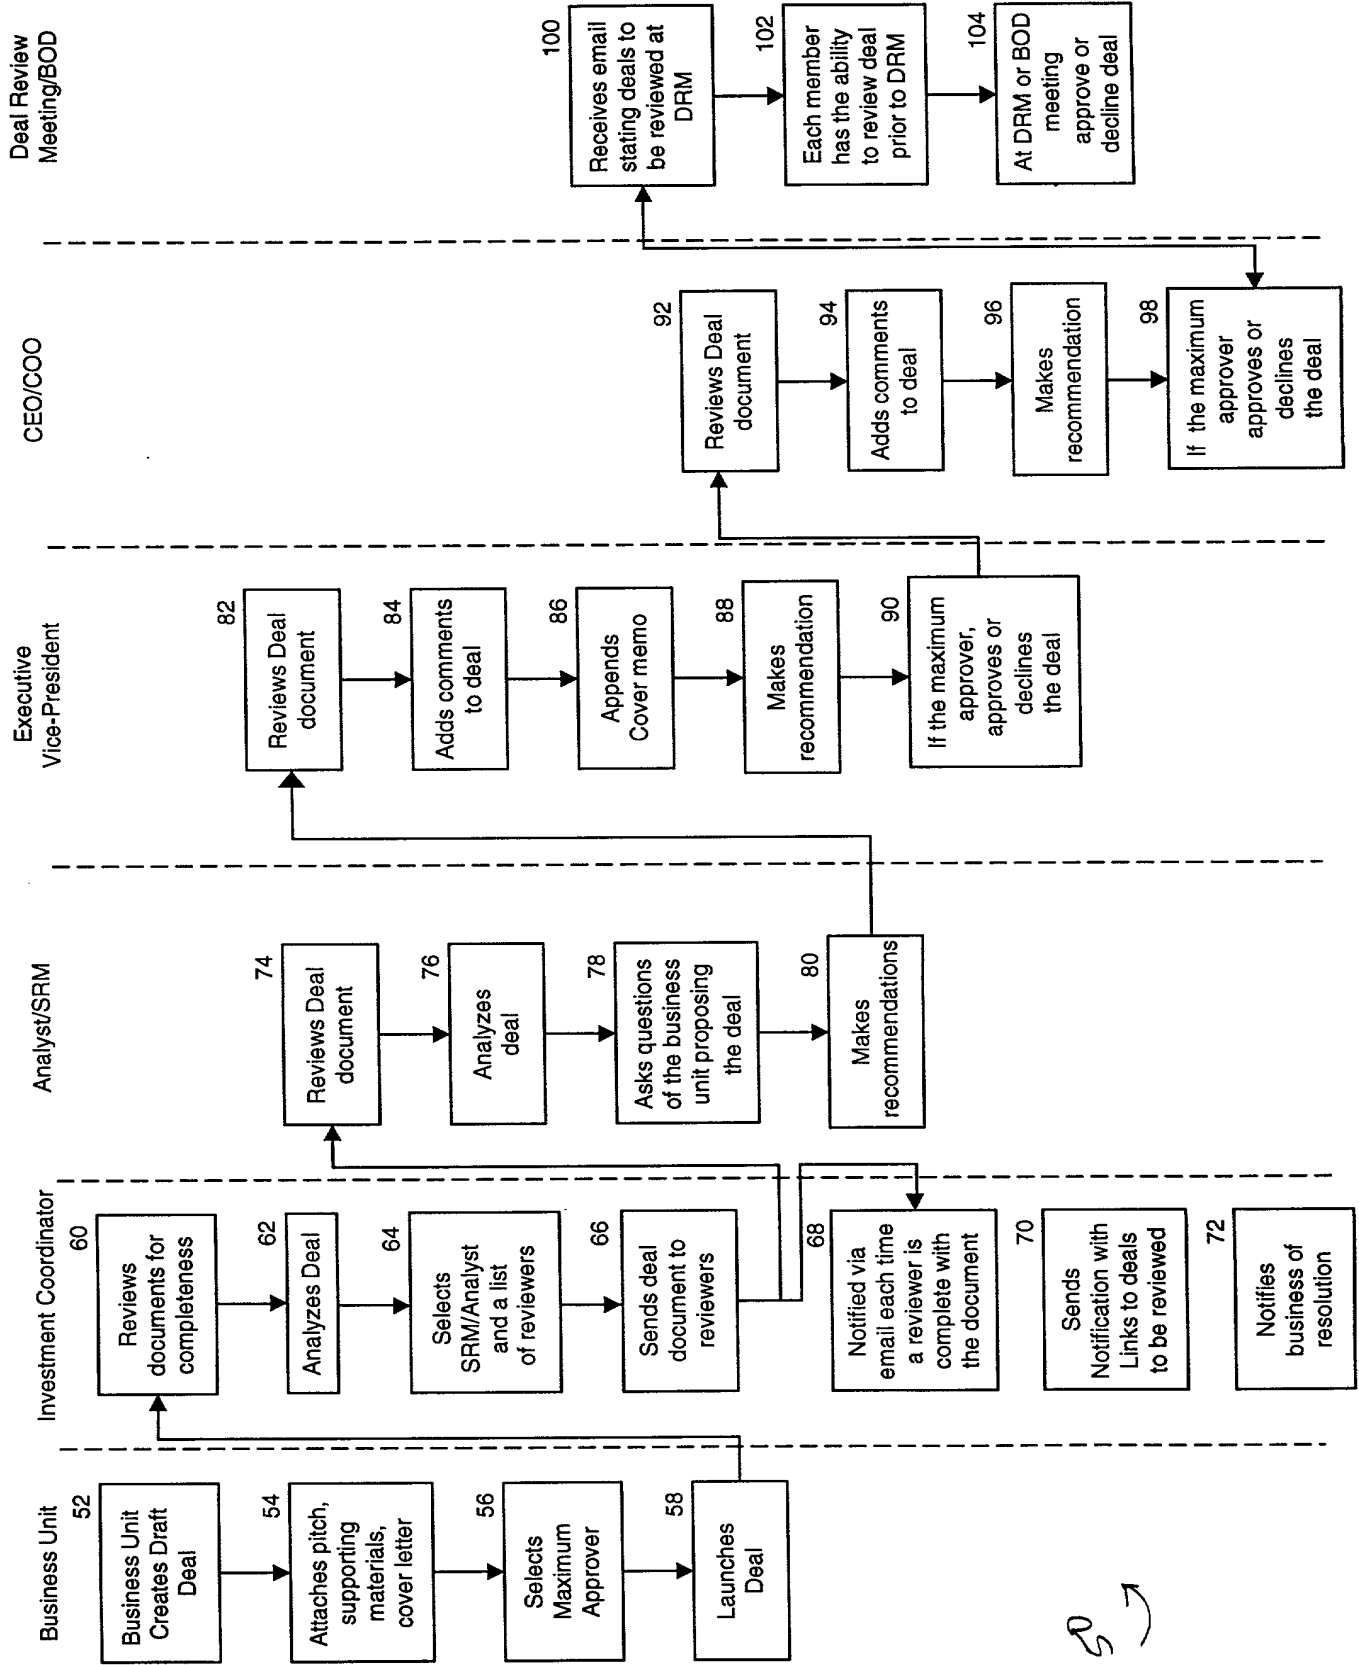 Business Unit
52
Business Unit
Creates Draft
Deal
54
Attaches pitch,
supporting
materials,
cover letter
56
Selects
Maximum
Approver
58
Launches
Deal
Investment Coordinator
60
Reviews
documents for
completeness
62
Analyzes Deal
64
Selects
SRM/Analyst
and a list
of reviewers
66
Sends deal
document to
reviewers
68
Notified via
email each time
a reviewer is
complete with
the document
70
Sends
Notification with
Links to deals
to be reviewed
72
Notifies
business of
resolution
Analyst/SRM
74
Reviews Deal
document
76
Analyzes
deal
78
Asks questions
of the business
unit proposing
the deal
80
Makes
recommendations
Executive
Vice-President
82
Reviews Deal
document
84
Adds comments
to deal
86
Appends
Cover memo
88
Makes
recommendation
90
If the maximum
approver,
approves or
declines
the deal
CEO/COO
92
Reviews Deal
document
94
Adds comments
to deal
96
Makes
recommendation
98
If the maximum
approver
approves or
declines
the deal
Deal Review
Meeting/BOD
100
Receives email
stating deals to
be reviewed at
DRM
102
Each member
has the ability
to review deal
prior to DRM
104
At DRM or BOD
meeting
approve or
decline deal
50